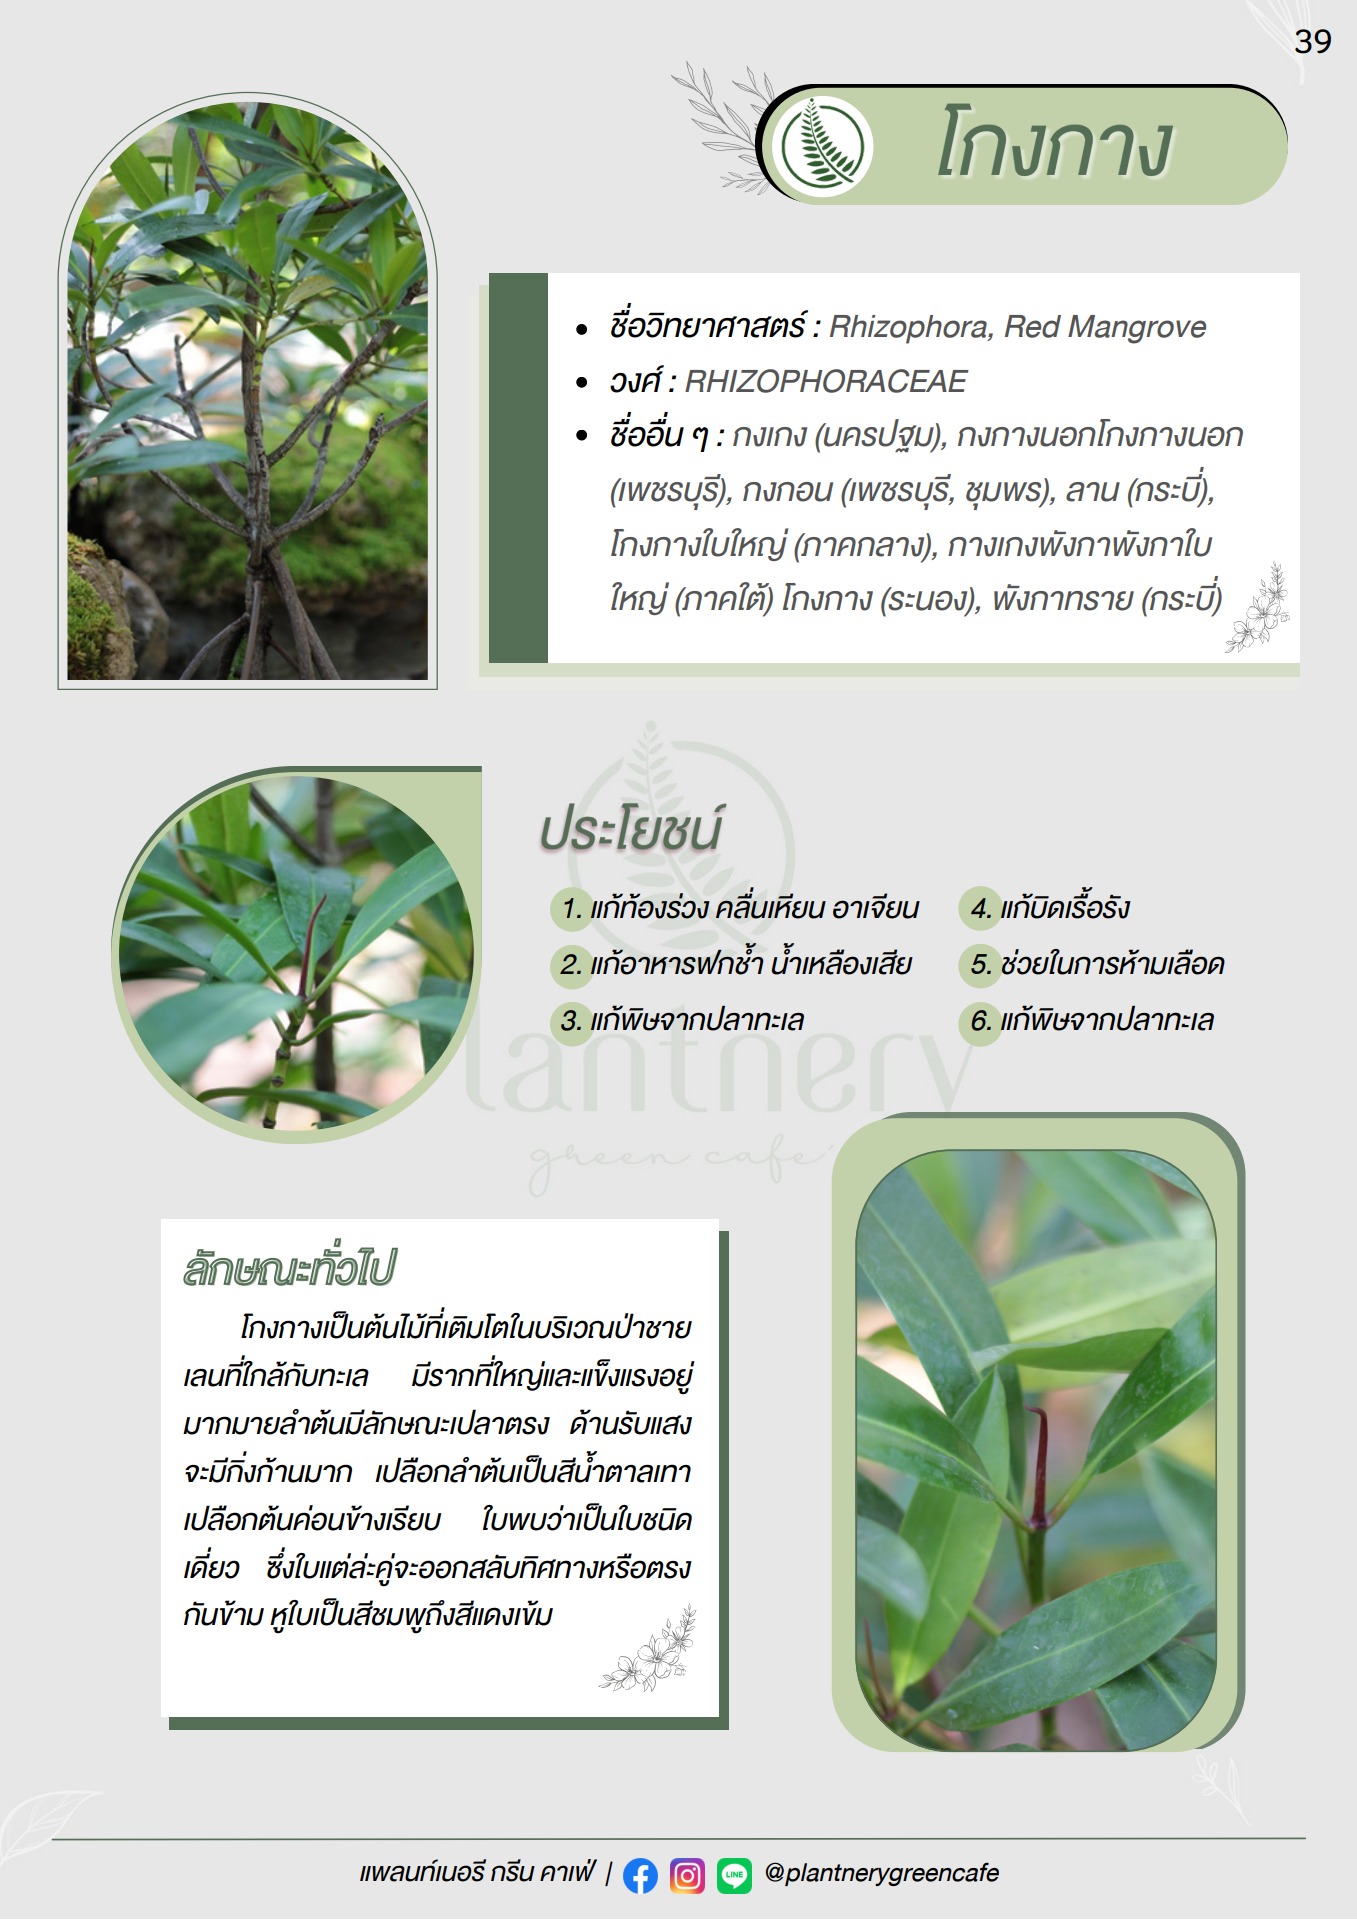 39
โกงกาง
ชื่อวิทยาศาสตร์ : Rhizophora, Red Mangrove
วงศ์ : RHIZOPHORACEAE
ชื่ออื่น ๆ : กงเกง (นครปฐม), กงกางนอกโกงกางนอก
(เพชรบุรี), กงกอน (เพชรบุรี, ชุมพร), ลาน (กระบี่),
โกงกางใบใหญ่ (ภาคกลาง), กางเกงพังกาพังกาใบ
ใหญ่ (ภาคใต้) โกงกาง (ระนอง), พังกาทราย (กระบี่)
ประโยชน์
1. แก้ท้องร่วง คลื่นเหียน อาเจียน
2. แก้อาหารฟกช้ำ น้ำเหลืองเสีย
3. แก้พิษจากปลาทะเล
4. แก้บิดเรื้อรัง
5. ช่วยในการห้ามเลือด
6. แก้พิษจากปลาทะเล
lantnery
green cafe
ลักษณะทั่วไป
โกงกางเป็นต้นไม้ที่เติมโตในบริเวณป่าชาย
เลนที่ใกล้กับทะเล มีรากที่ใหญ่และแข็งแรงอยู่
มากมายลำต้นมีลักษณะเปลาตรง ด้านรับแสง
จะมีกิ่งก้านมาก เปลือกลำต้นเป็นสีน้ำตาลเทา
เปลือกต้นค่อนข้างเรียบ ใบพบว่าเป็นใบชนิด
เดี่ยว ซึ่งใบแต่ล่ะคู่จะออกสลับทิศทางหรือตรง
กันข้าม หูใบเป็นสีชมพูถึงสีแดงเข้ม
แพลนท์เนอรี กรีน คาเฟ่ | LINE @plantnerygreencafe